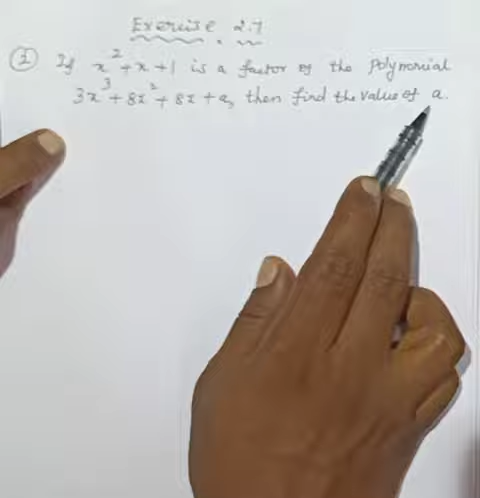 Exercise 2.7
① If x² + x + 1 is a factor of the Polynomial
3x³ + 8x² + 8x + a, then find the value of a.